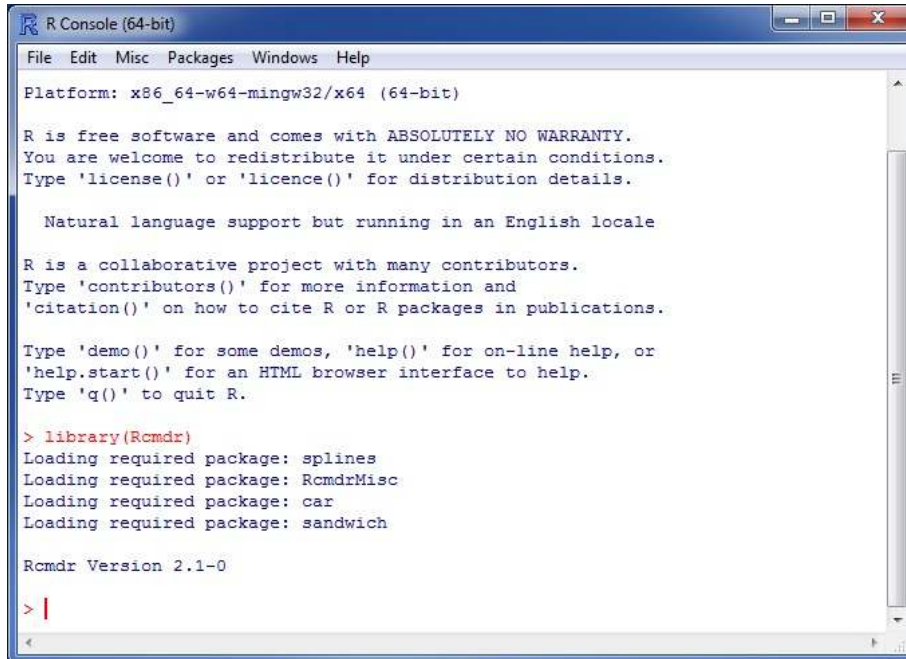 R Console (64-bit)
File Edit Misc Packages Windows Help
Platform: x86_64-w64-mingw32/x64 (64-bit)
R is free software and comes with ABSOLUTELY NO WARRANTY.
You are welcome to redistribute it under certain conditions.
Type 'license()' or 'licence()' for distribution details.
Natural language support but running in an English locale
R is a collaborative project with many contributors.
Type 'contributors()' for more information and
'citation()' on how to cite R or R packages in publications.
Type 'demo()' for some demos, 'help()' for on-line help, or
'help.start()' for an HTML browser interface to help.
Type 'q()' to quit R.
> library(Rcmdr)
Loading required package: splines
Loading required package: RcmdrMisc
Loading required package: car
Loading required package: sandwich
Rcmdr Version 2.1-0
>